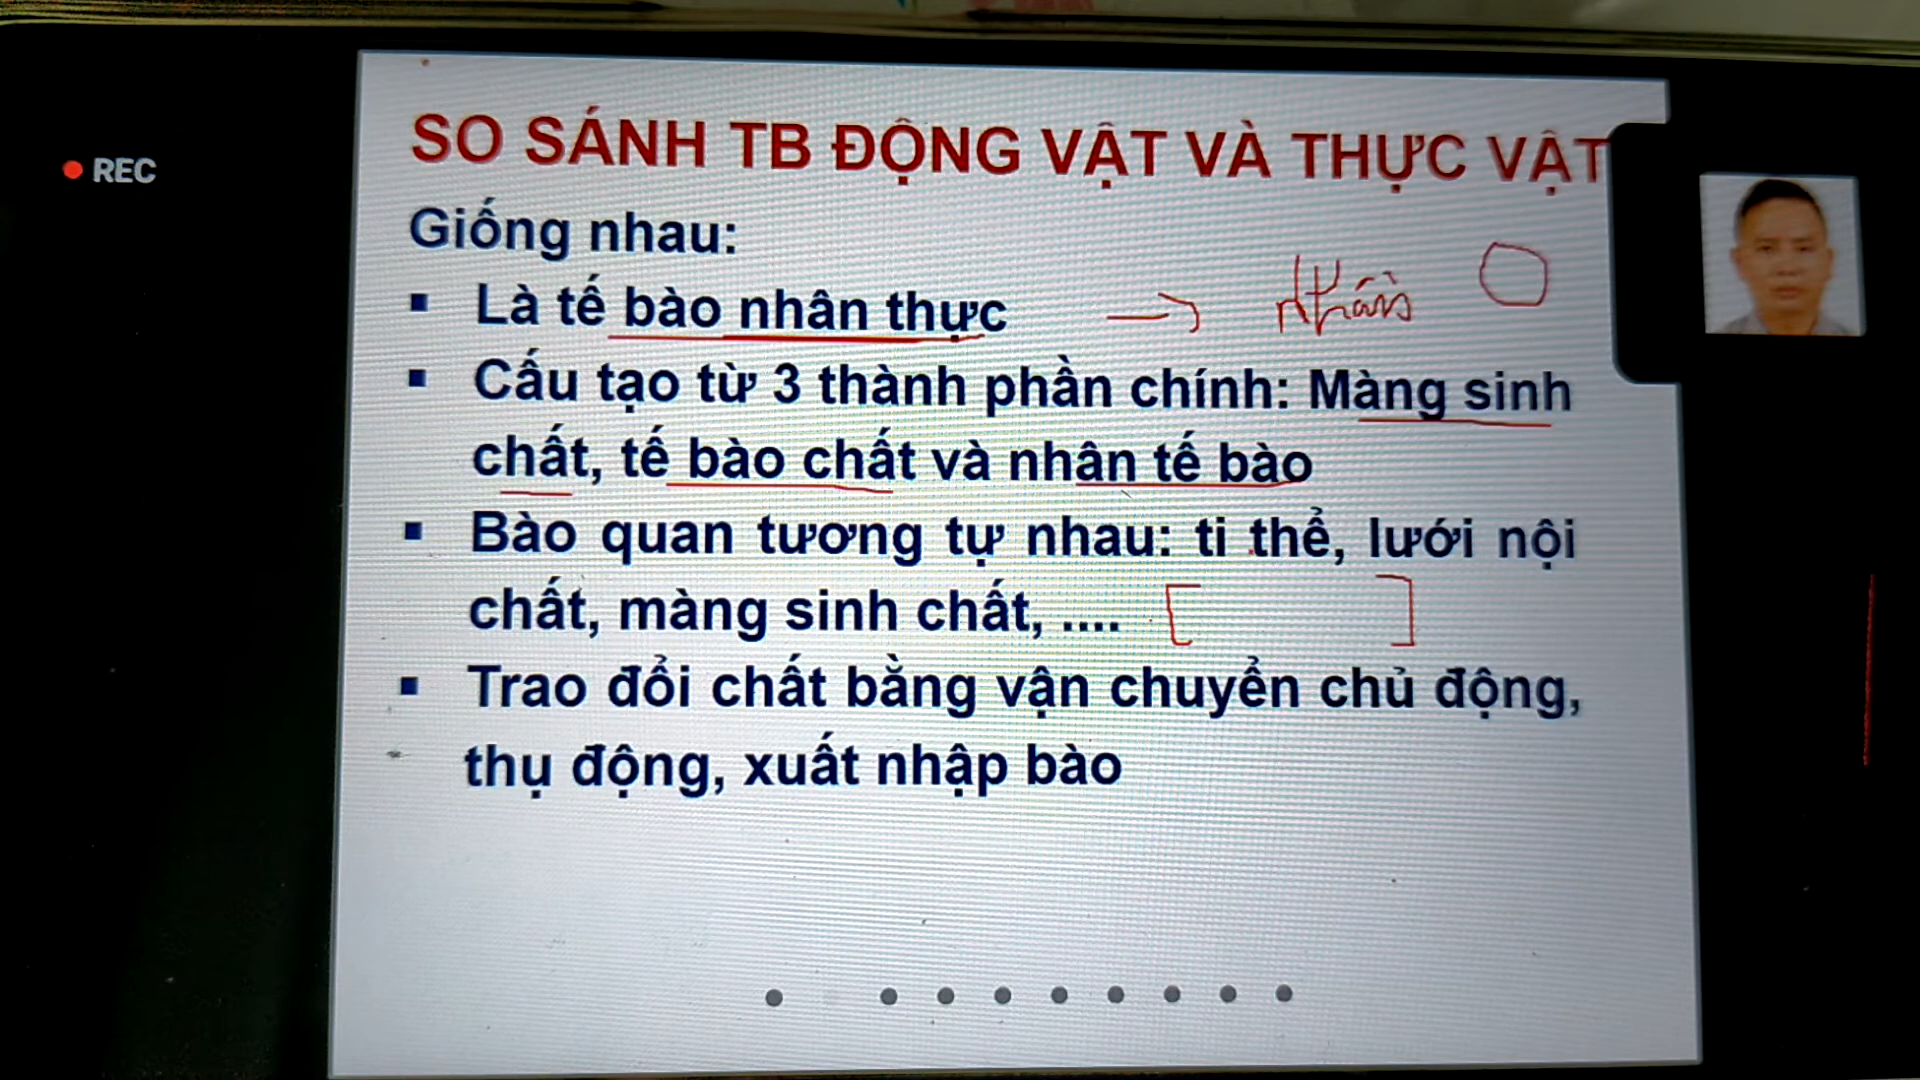 SO SÁNH TB ĐỘNG VẬT VÀ THỰC VẬT
REC
Giống nhau:
▪ Là tế bào nhân thực → nhân
▪ Cấu tạo từ 3 thành phần chính: Màng sinh
chất, tế bào chất và nhân tế bào
▪ Bào quan tương tự nhau: ti thể, lưới nội
chất, màng sinh chất, .... [ ]
▪ Trao đổi chất bằng vận chuyển chủ động,
thụ động, xuất nhập bào